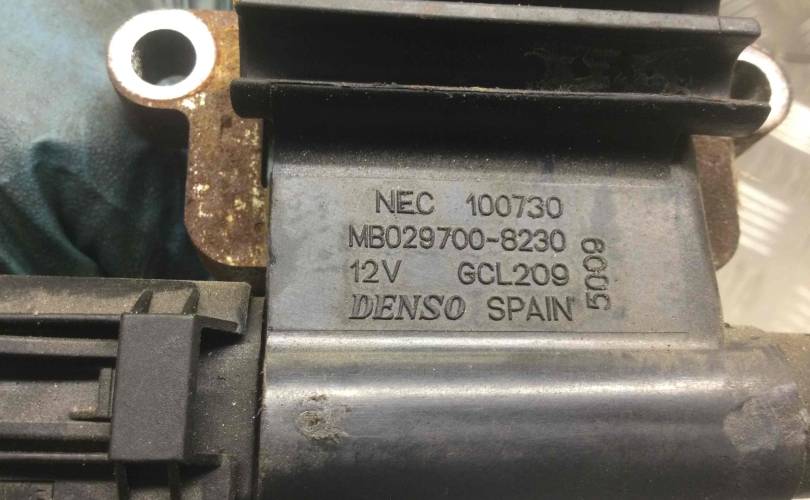 NEC 100730
MB029700-8230
12V GCL209
DENSO SPAIN
5009